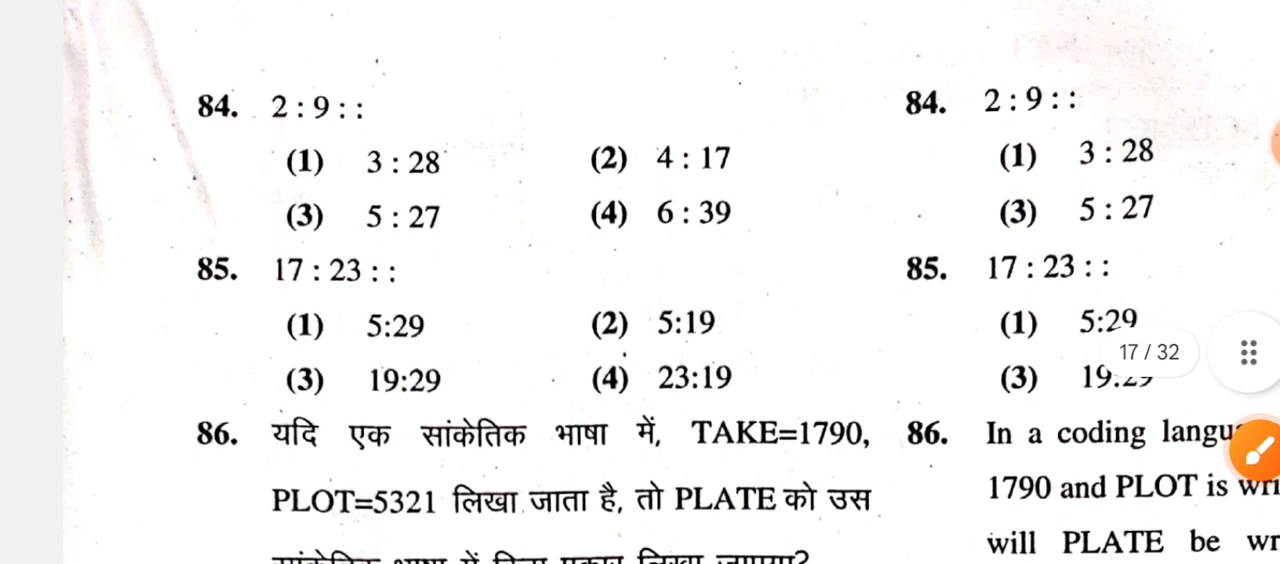 84. 2 : 9 : :
(1) 3 : 28 (2) 4 : 17
(3) 5 : 27 (4) 6 : 39
85. 17 : 23 : :
(1) 5:29 (2) 5:19
(3) 19:29 (4) 23:19
86. यदि एक सांकेतिक भाषा में, TAKE=1790,
PLOT=5321 लिखा जाता है, तो PLATE को उस
84. 2 : 9 : :
(1) 3 : 28
(3) 5 : 27
85. 17 : 23 : :
(1) 5:29
17 / 32
(3)
86. In a coding
1790 and PLOT is
will PLATE be